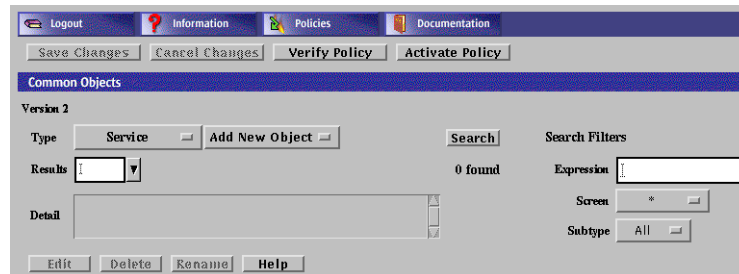 Logout Information Policies Documentation
Save Changes Cancel Changes Verify Policy Activate Policy
Common Objects
Version 2
Type Service Add New Object Search Search Filters
Results 0 found Expression
Screen *
Detail
Subtype All
Edit Delete Rename Help